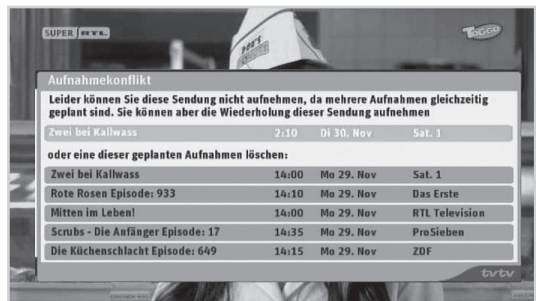 SUPER RTL
TOGGO
Aufnahmekonflikt
Leider können Sie diese Sendung nicht aufnehmen, da mehrere Aufnahmen gleichzeitig
geplant sind. Sie können aber die Wiederholung dieser Sendung aufnehmen
Zwei bei Kallwass 2:10 Di 30. Nov Sat. 1
oder eine dieser geplanten Aufnahmen löschen:
Zwei bei Kallwass 14:00 Mo 29. Nov Sat. 1
Rote Rosen Episode: 933 14:10 Mo 29. Nov Das Erste
Mitten im Leben! 14:00 Mo 29. Nov RTL Television
Scrubs - Die Anfänger Episode: 17 14:35 Mo 29. Nov ProSieben
Die Küchenschlacht Episode: 649 14:15 Mo 29. Nov ZDF
tvtv